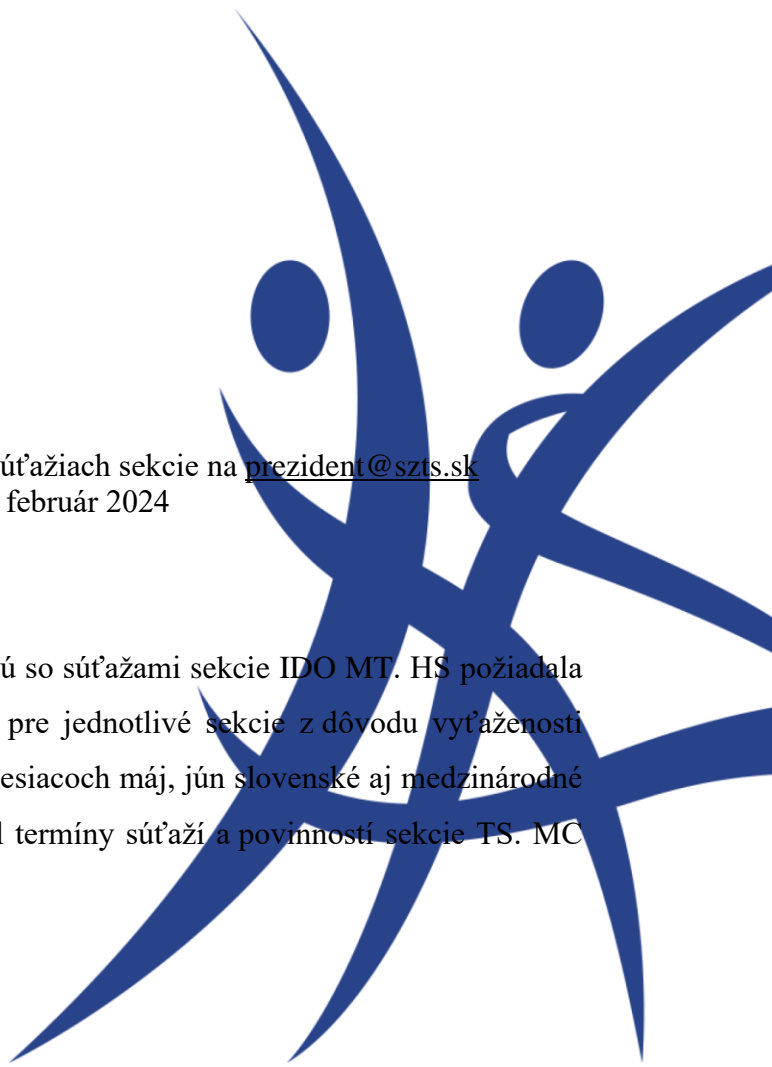 úťažiach sekcie na prezident@szts.sk
február 2024
ú so súťažami sekcie IDO MT. HS požiadala
pre jednotlivé sekcie z dôvodu vyťaženosti
esiacoch máj, jún slovenské aj medzinárodné
l termíny súťaží a povinností sekcie TS. MC